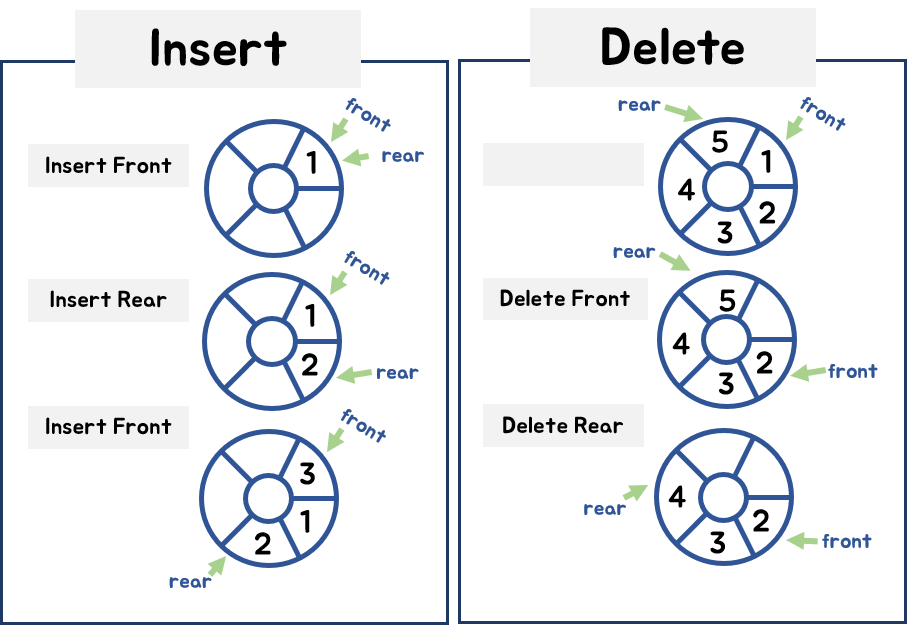 Insert
Insert Front
1
front
rear
Insert Rear
1
2
front
rear
Insert Front
3
1
2
front
rear
Delete
rear
front
5
1
4
2
3
Delete Front
rear
5
4
2
3
front
Delete Rear
4
2
3
rear
front